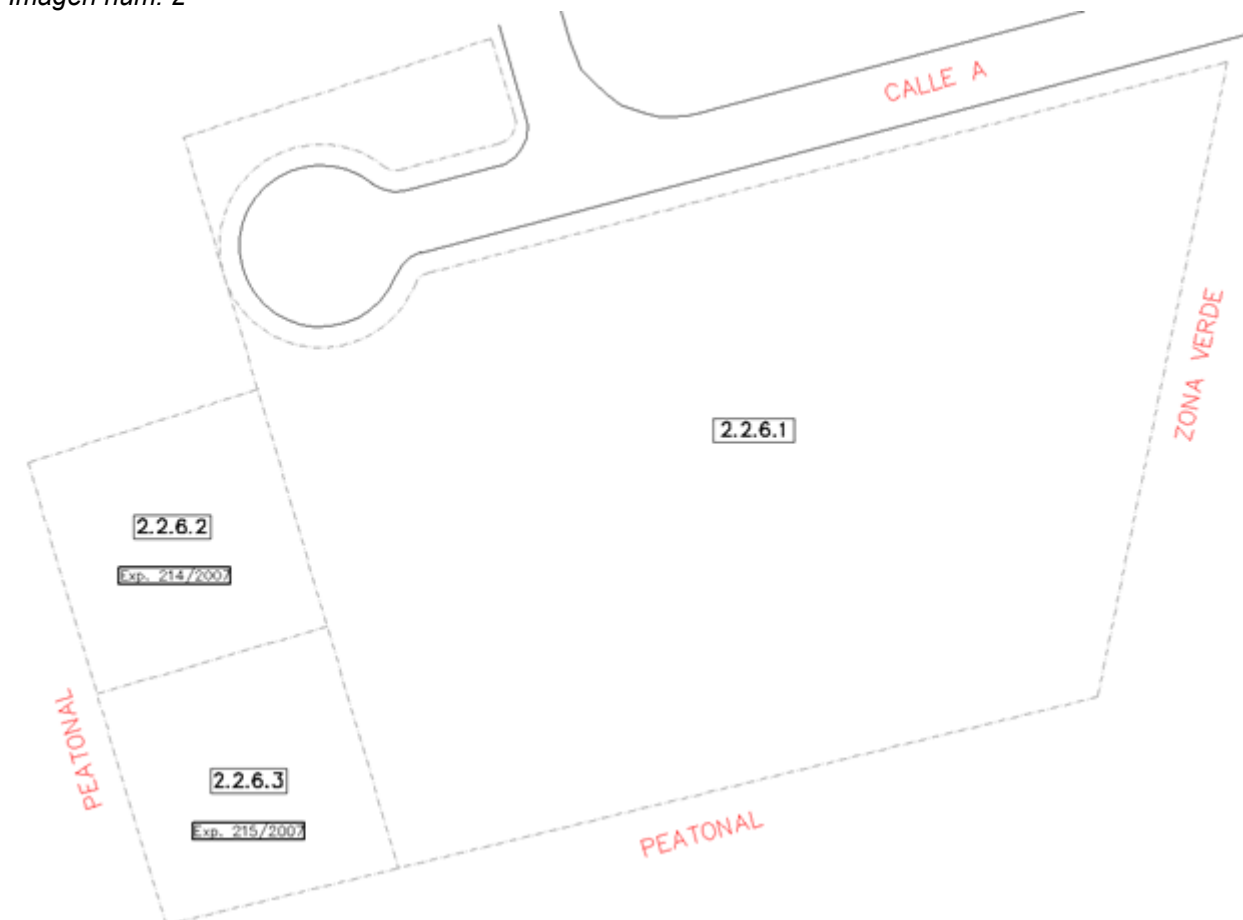 Imagen núm. 2
CALLE A
ZONA VERDE
2.2.6.1
2.2.6.2
Exp. 214/2007
PEATONAL
2.2.6.3
Exp. 215/2007
PEATONAL